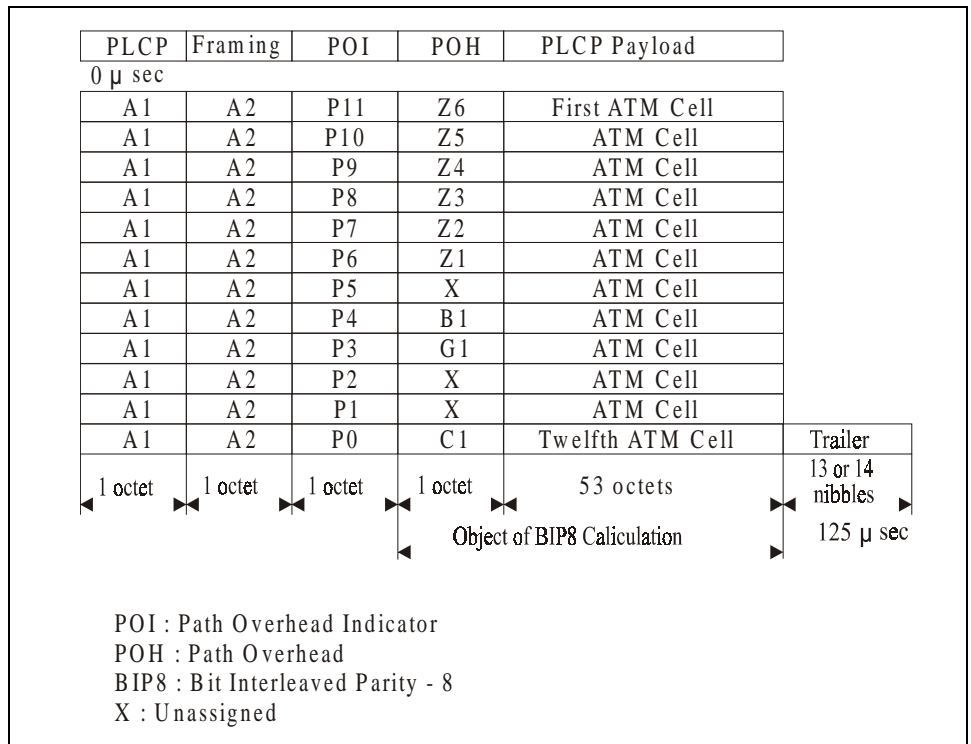 PLCP Framing POI POH PLCP Payload
0 µ sec
A1 A2 P11 Z6 First ATM Cell
A1 A2 P10 Z5 ATM Cell
A1 A2 P9 Z4 ATM Cell
A1 A2 P8 Z3 ATM Cell
A1 A2 P7 Z2 ATM Cell
A1 A2 P6 Z1 ATM Cell
A1 A2 P5 X ATM Cell
A1 A2 P4 B1 ATM Cell
A1 A2 P3 G1 ATM Cell
A1 A2 P2 X ATM Cell
A1 A2 P1 X ATM Cell
A1 A2 P0 C1 Twelfth ATM Cell Trailer
1 octet 1 octet 1 octet 1 octet 53 octets 13 or 14
nibbles
Object of BIP8 Caliculation 125 µ sec
POI : Path Overhead Indicator
POH : Path Overhead
BIP8 : Bit Interleaved Parity - 8
X : Unassigned